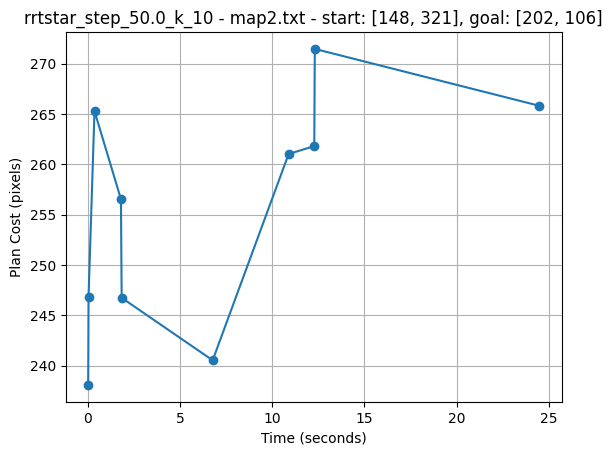 rrtstar_step_50.0_k_10 - map2.txt - start: [148, 321], goal: [202, 106]
Plan Cost (pixels)
270
265
260
255
250
245
240
0 5 10 15 20 25
Time (seconds)